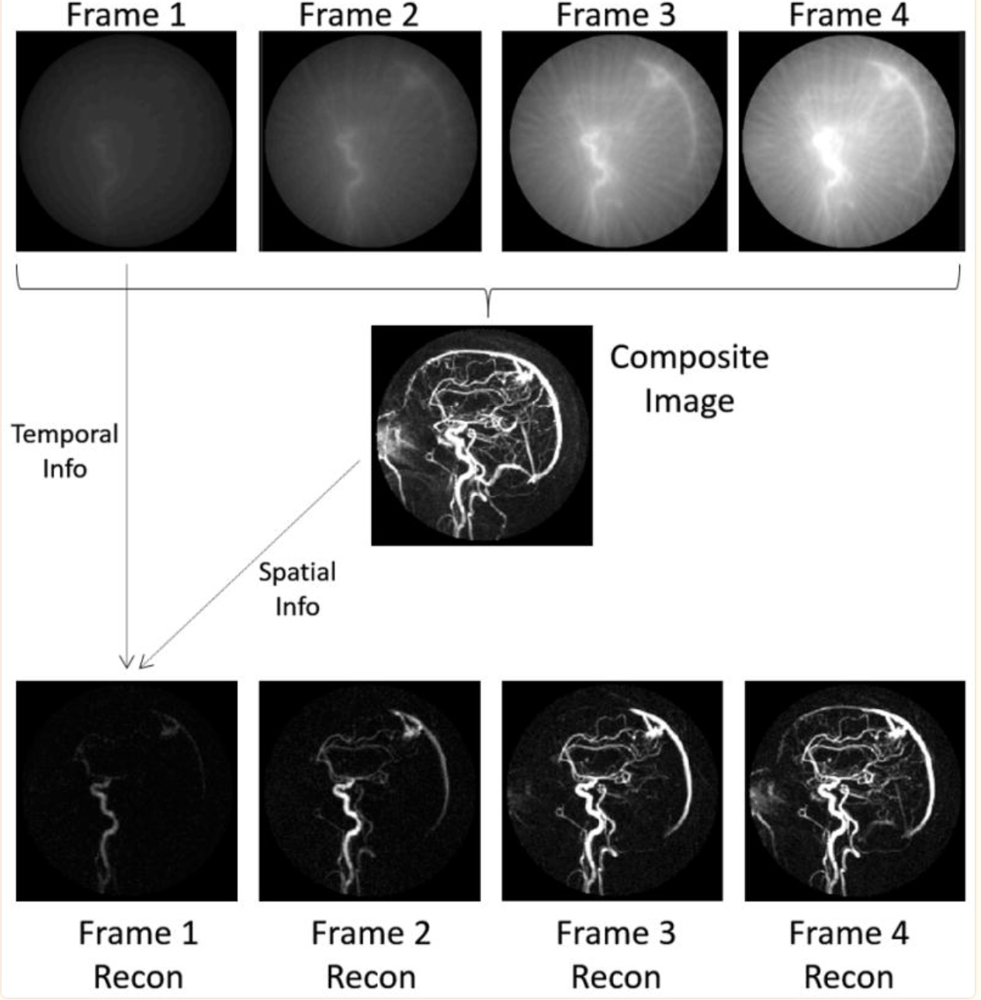 Frame 1
Frame 2
Frame 3
Frame 4
Composite
Image
Temporal
Info
Spatial
Info
Frame 1
Recon
Frame 2
Recon
Frame 3
Recon
Frame 4
Recon